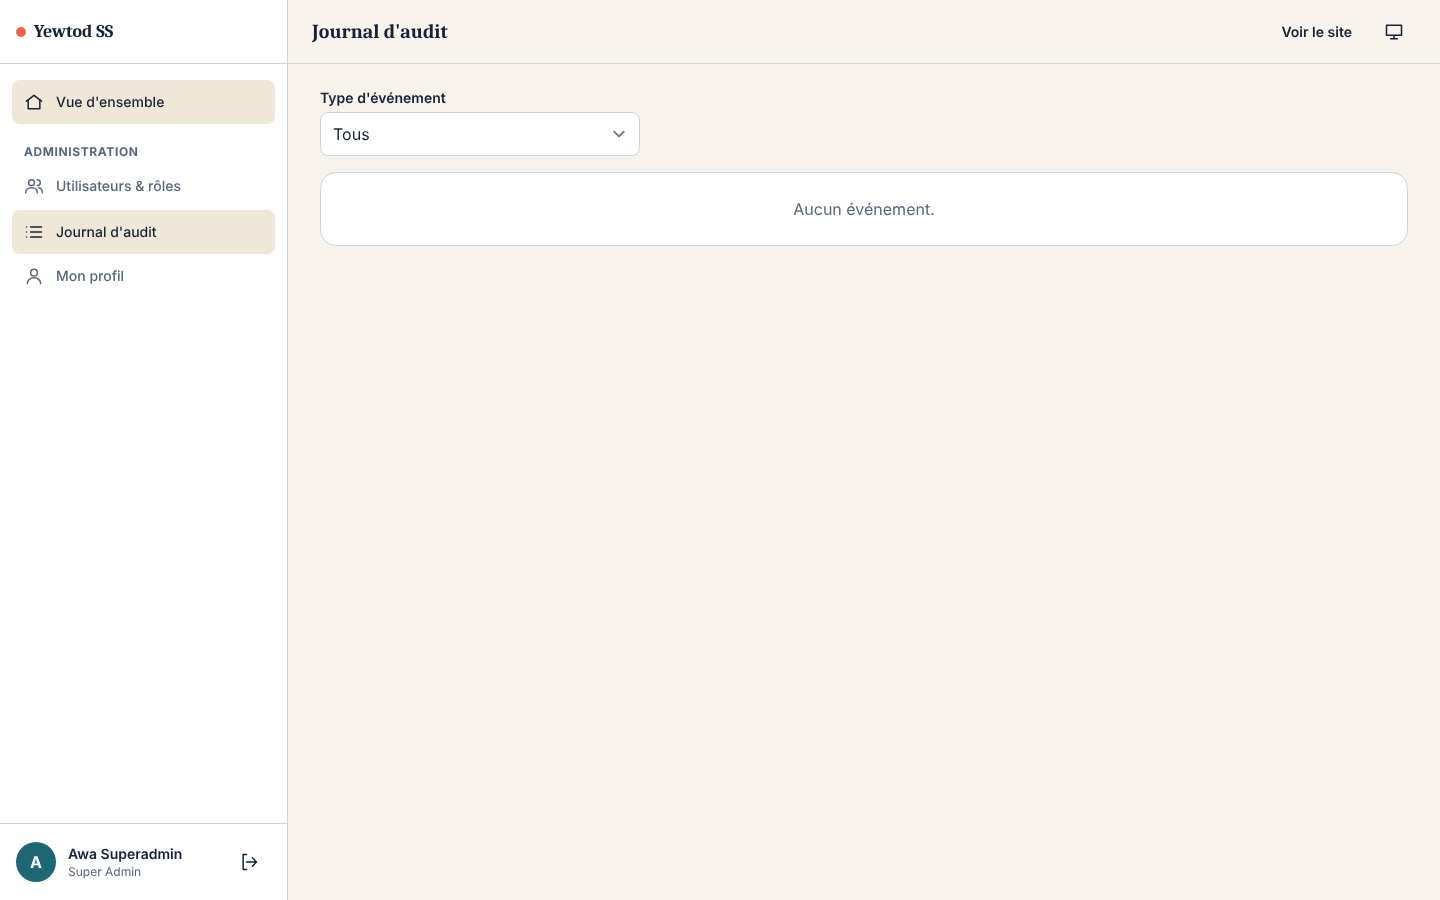 Yewtod SS
Journal d'audit
Voir le site
Vue d'ensemble
ADMINISTRATION
Utilisateurs & rôles
Journal d'audit
Mon profil
Type d'événement
Tous
Aucun événement.
A
Awa Superadmin
Super Admin